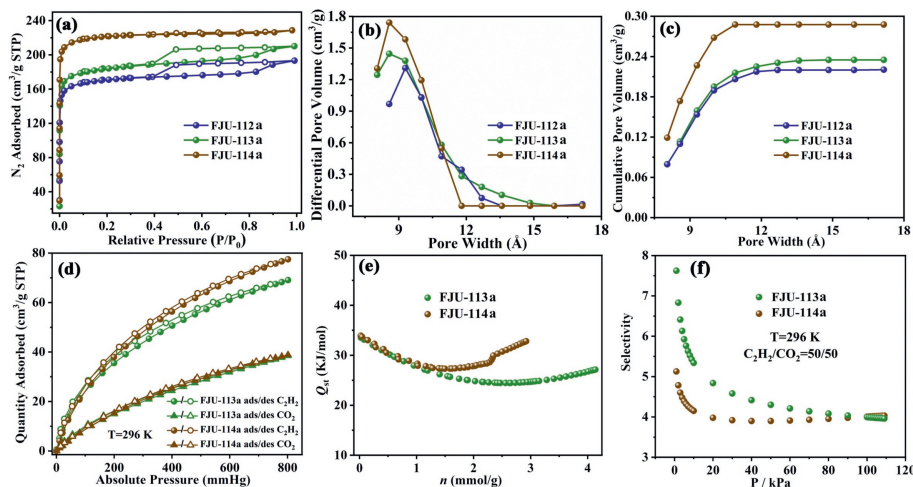 (a)
N₂ Adsorbed (cm³/g STP)
240
200
160
120
80
40
FJU-112a
FJU-113a
FJU-114a
0.0 0.2 0.4 0.6 0.8 1.0
Relative Pressure (P/P₀)
(b)
Differential Pore Volume (cm³/g)
1.8
1.5
1.2
0.9
0.6
0.3
0.0
FJU-112a
FJU-113a
FJU-114a
9 12 15 18
Pore Width (Å)
(c)
Cumulative Pore Volume (cm³/g)
0.30
0.24
0.18
0.12
0.06
0.00
FJU-112a
FJU-113a
FJU-114a
9 12 15 18
Pore Width (Å)
(d)
Quantity Adsorbed (cm³/g STP)
80
60
40
20
0
T=296 K
-/- FJU-113a ads/des C₂H₂
-/- FJU-113a ads/des CO₂
-/- FJU-114a ads/des C₂H₂
-/- FJU-114a ads/des CO₂
0 200 400 600 800
Absolute Pressure (mmHg)
(e)
Qst (KJ/mol)
50
40
30
20
10
FJU-113a
FJU-114a
0 1 2 3 4
n (mmol/g)
(f)
Selectivity
8
7
6
5
4
3
2
FJU-113a
FJU-114a
T=296 K
C₂H₂/CO₂=50/50
0 20 40 60 80 100
P / kPa